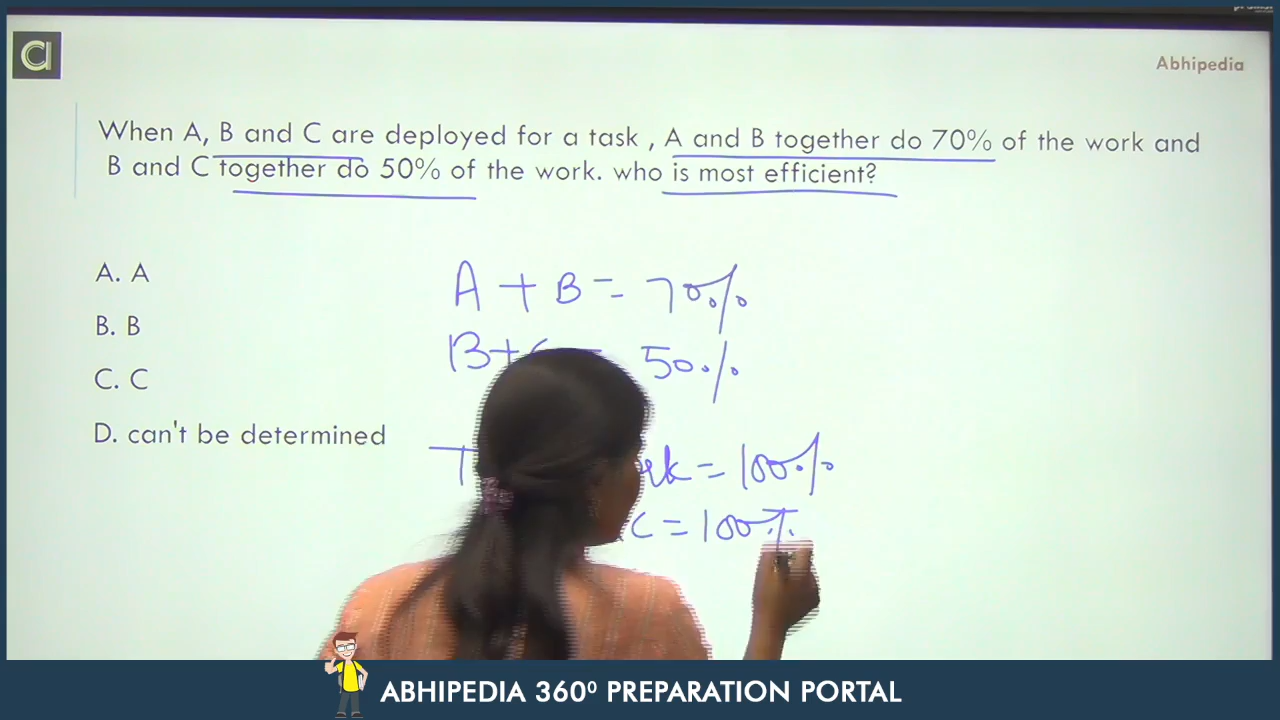 Abhipedia
When A, B and C are deployed for a task , A and B together do 70% of the work and
B and C together do 50% of the work. who is most efficient?
A. A
B. B
C. C
D. can't be determined
A + B = 70%
B+ 50%
= 100%
C = 100%
ABHIPEDIA 360⁰ PREPARATION PORTAL